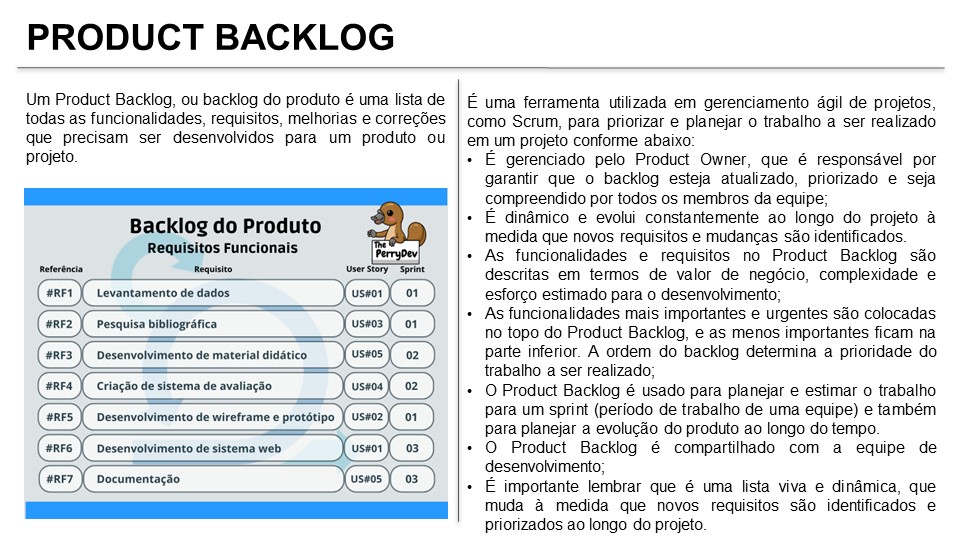 PRODUCT BACKLOG
Um Product Backlog, ou backlog do produto é uma lista de
todas as funcionalidades, requisitos, melhorias e correções
que precisam ser desenvolvidos para um produto ou
projeto.
Backlog do Produto
Requisitos Funcionais
The
PerryDev
Referência Requisito User Story Sprint
#RF1 Levantamento de dados US#01 01
#RF2 Pesquisa bibliográfica US#03 01
#RF3 Desenvolvimento de material didático US#05 02
#RF4 Criação de sistema de avaliação US#04 02
#RF5 Desenvolvimento de wireframe e protótipo US#02 01
#RF6 Desenvolvimento de sistema web US#01 03
#RF7 Documentação US#05 03
É uma ferramenta utilizada em gerenciamento ágil de projetos,
como Scrum, para priorizar e planejar o trabalho a ser realizado
em um projeto conforme abaixo:
• É gerenciado pelo Product Owner, que é responsável por
garantir que o backlog esteja atualizado, priorizado e seja
compreendido por todos os membros da equipe;
• É dinâmico e evolui constantemente ao longo do projeto à
medida que novos requisitos e mudanças são identificados.
• As funcionalidades e requisitos no Product Backlog são
descritas em termos de valor de negócio, complexidade e
esforço estimado para o desenvolvimento;
• As funcionalidades mais importantes e urgentes são colocadas
no topo do Product Backlog, e as menos importantes ficam na
parte inferior. A ordem do backlog determina a prioridade do
trabalho a ser realizado;
• O Product Backlog é usado para planejar e estimar o trabalho
para um sprint (período de trabalho de uma equipe) e também
para planejar a evolução do produto ao longo do tempo.
• O Product Backlog é compartilhado com a equipe de
desenvolvimento;
• É importante lembrar que é uma lista viva e dinâmica, que
muda à medida que novos requisitos são identificados e
priorizados ao longo do projeto.